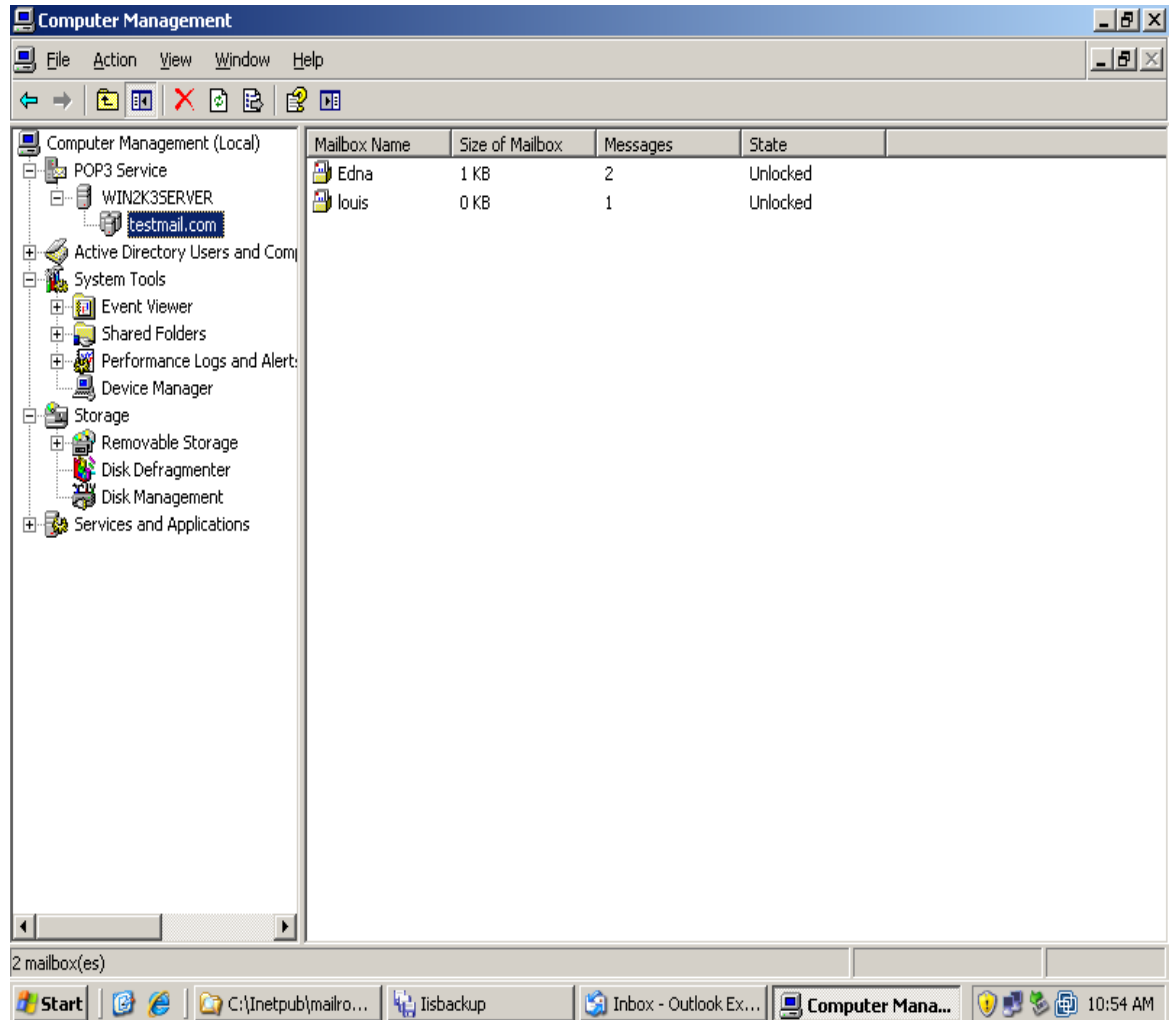 Computer Management
File Action View Window Help
Computer Management (Local)
POP3 Service
WIN2K3SERVER
testmail.com
Active Directory Users and Com
System Tools
Event Viewer
Shared Folders
Performance Logs and Alert
Device Manager
Storage
Removable Storage
Disk Defragmenter
Disk Management
Services and Applications
Mailbox Name Size of Mailbox Messages State
Edna 1 KB 2 Unlocked
louis 0 KB 1 Unlocked
2 mailbox(es)
Start C:\Inetpub\mailro... Iisbackup Inbox - Outlook Ex... Computer Mana... 10:54 AM